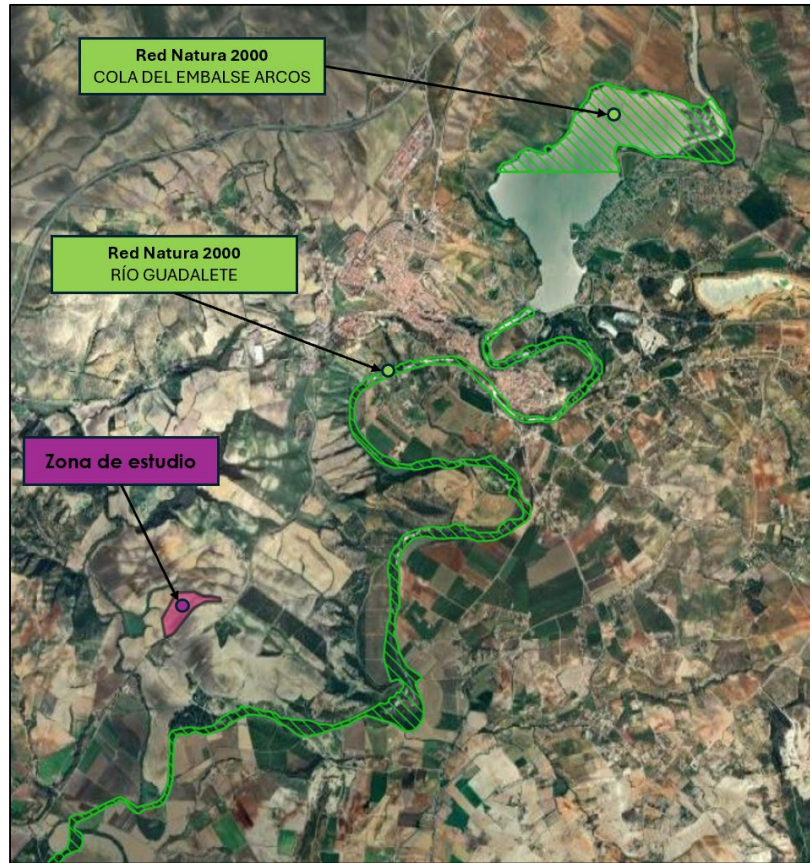 Red Natura 2000
COLA DEL EMBALSE ARCOS
Red Natura 2000
RÍO GUADALETE
Zona de estudio